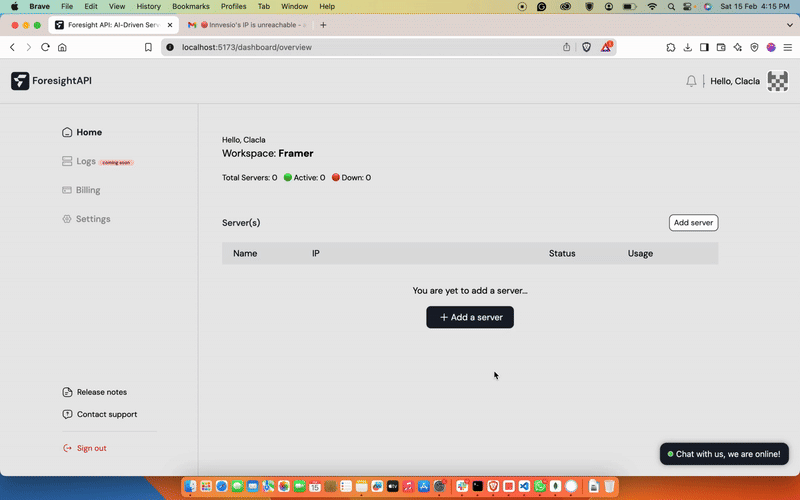 Brave File Edit View History Bookmarks Profiles Tab Window Help Sat 15 Feb 4:15 PM
Foresight API: AI-Driven Serv Innvesio's IP is unreachable - a
localhost:5173/dashboard/overview
ForesightAPI
Hello, Clacla
Home
Logs coming soon
Billing
Settings
Release notes
Contact support
Sign out
Hello, Clacla
Workspace: Framer
Total Servers: 0 Active: 0 Down: 0
Server(s) Add server
Name IP Status Usage
You are yet to add a server...
+ Add a server
Chat with us, we are online!